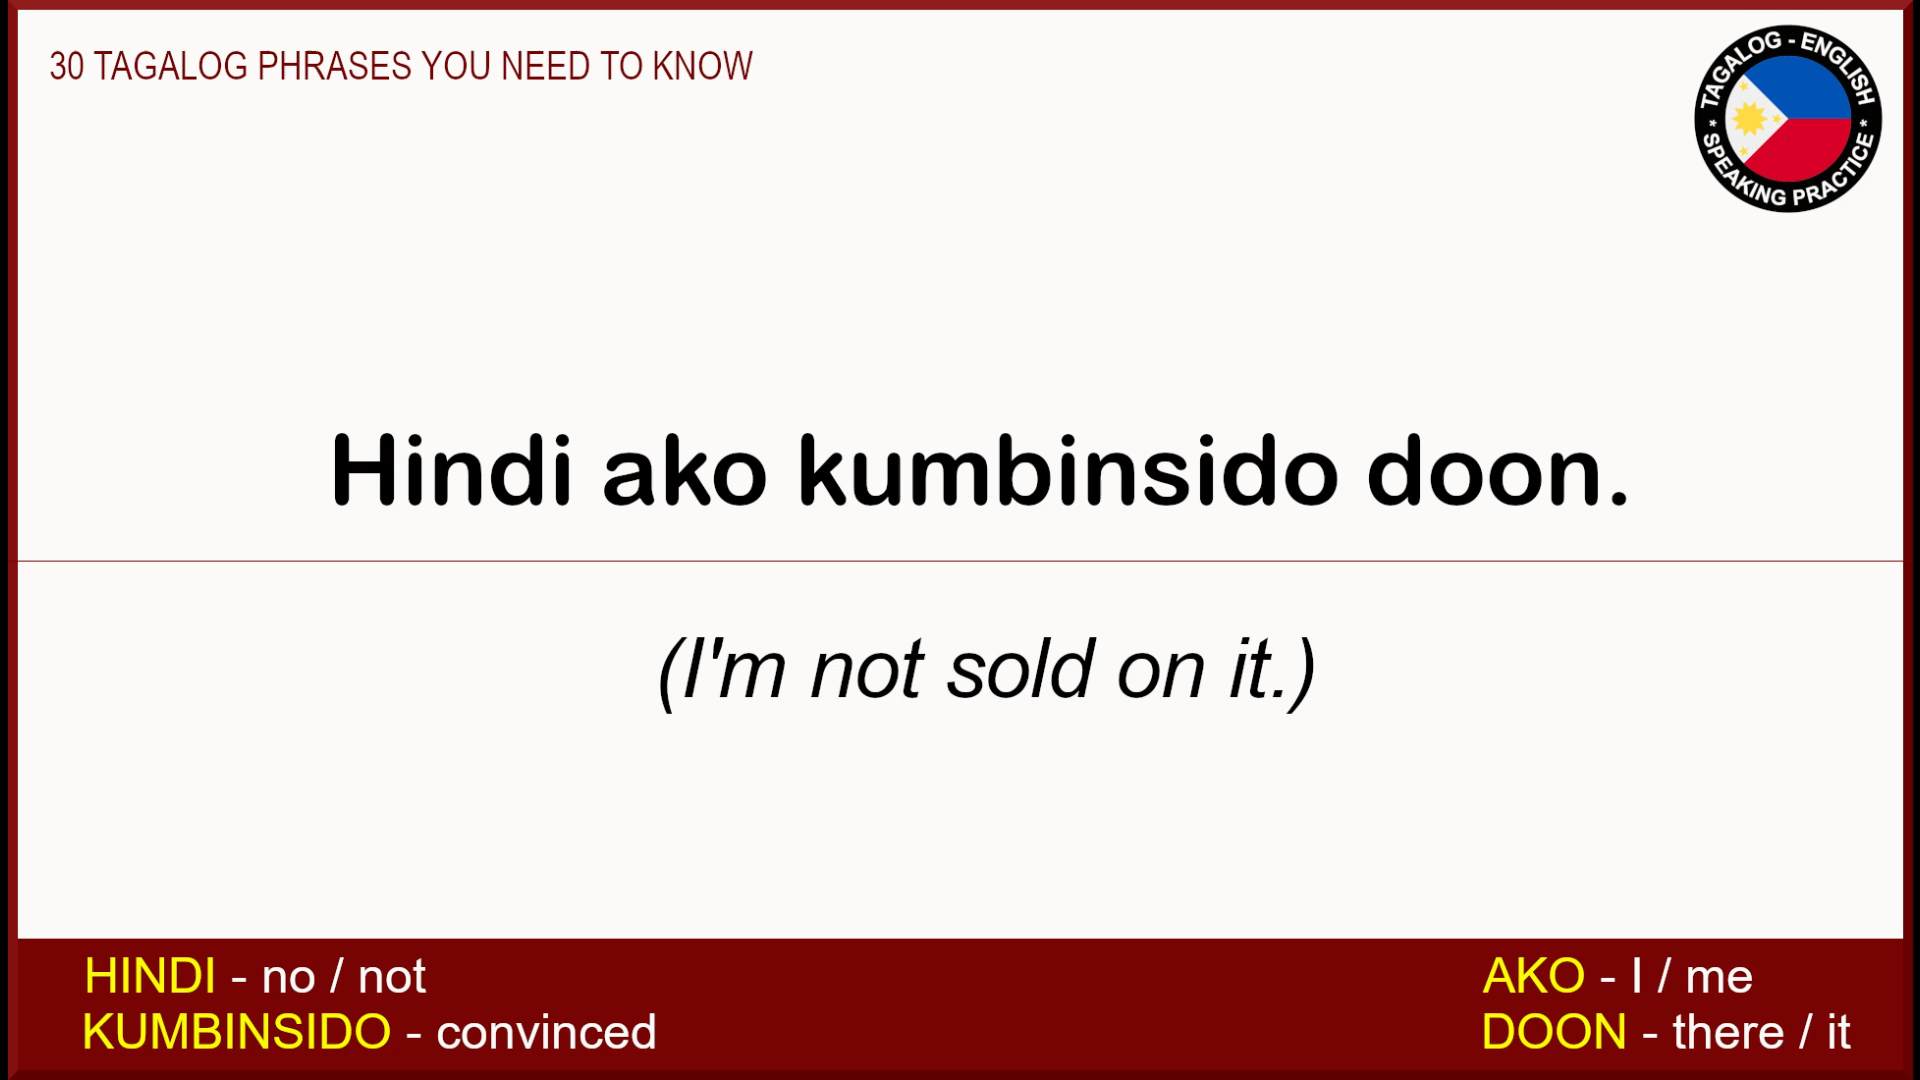 30 TAGALOG PHRASES YOU NEED TO KNOW
TAGALOG - ENGLISH
* SPEAKING PRACTICE *
Hindi ako kumbinsido doon.
(I'm not sold on it.)
HINDI - no / not
KUMBINSIDO - convinced
AKO - I / me
DOON - there / it